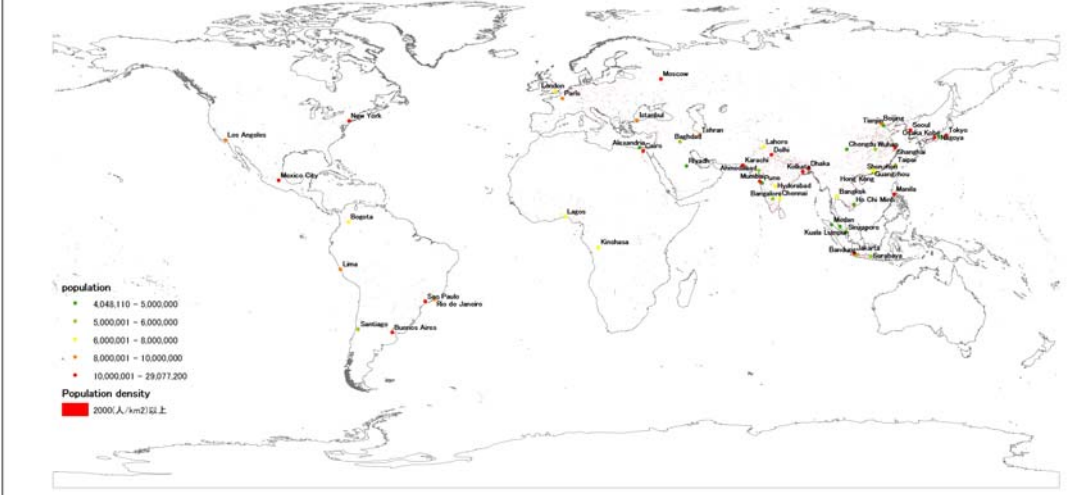 Moscow
London
Paris
New York
Istanbul
Los Angeles
Tehran
Baghdad
Alexandria
Cairo
Riyadh
Lahore
Delhi
Karachi
Ahmedabad
Kolkata
Dhaka
Mumbai
Pune
Hyderabad
Bangalore
Chennai
Tianjin
Beijing
Seoul
Osaka Kobe
Tokyo
Nagoya
Chengdu
Wuhan
Shanghai
Taipei
Shenzhen
Hong Kong
Guangzhou
Mexico City
Bangkok
Ho Chi Minh
Manila
Bogota
Lagos
Kinshasa
Medan
Kuala Lumpur
Singapore
Bandung
Jakarta
Surabaya
Lima
Sao Paulo
Rio de Janeiro
Santiago
Buenos Aires
population
4,048,110 - 5,000,000
5,000,001 - 6,000,000
6,000,001 - 8,000,000
8,000,001 - 10,000,000
10,000,001 - 29,077,200
Population density
2000(人/km2)以上